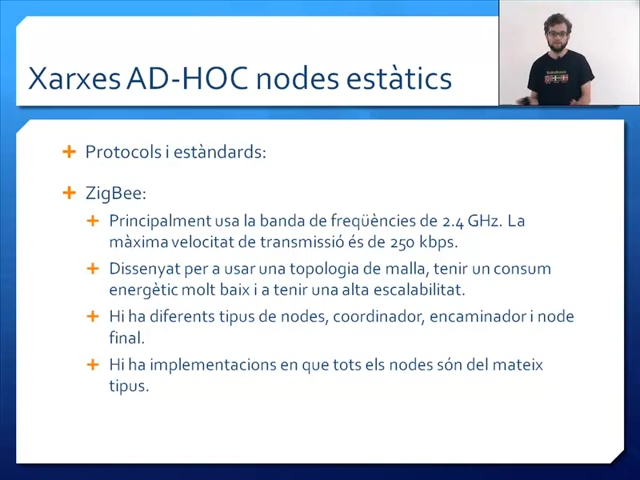 Xarxes AD-HOC nodes estàtics
Protocols i estàndards:
ZigBee:
Principalment usa la banda de freqüències de 2.4 GHz. La
màxima velocitat de transmissió és de 250 kbps.
Dissenyat per a usar una topologia de malla, tenir un consum
energètic molt baix i a tenir una alta escalabilitat.
Hi ha diferents tipus de nodes, coordinador, encaminador i node
final.
Hi ha implementacions en que tots els nodes són del mateix
tipus.